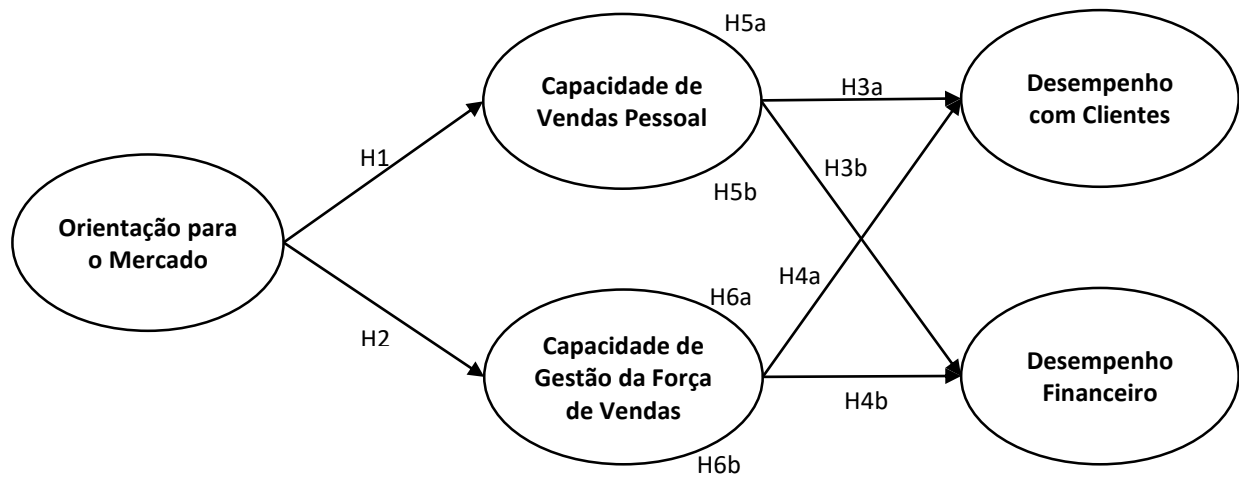 H5a
Capacidade de
Vendas Pessoal
H3a
Desempenho
com Clientes
H1
H3b
H5b
Orientação para
o Mercado
H4a
H6a
H2
Capacidade de
Gestão da Força
de Vendas
Desempenho
Financeiro
H4b
H6b